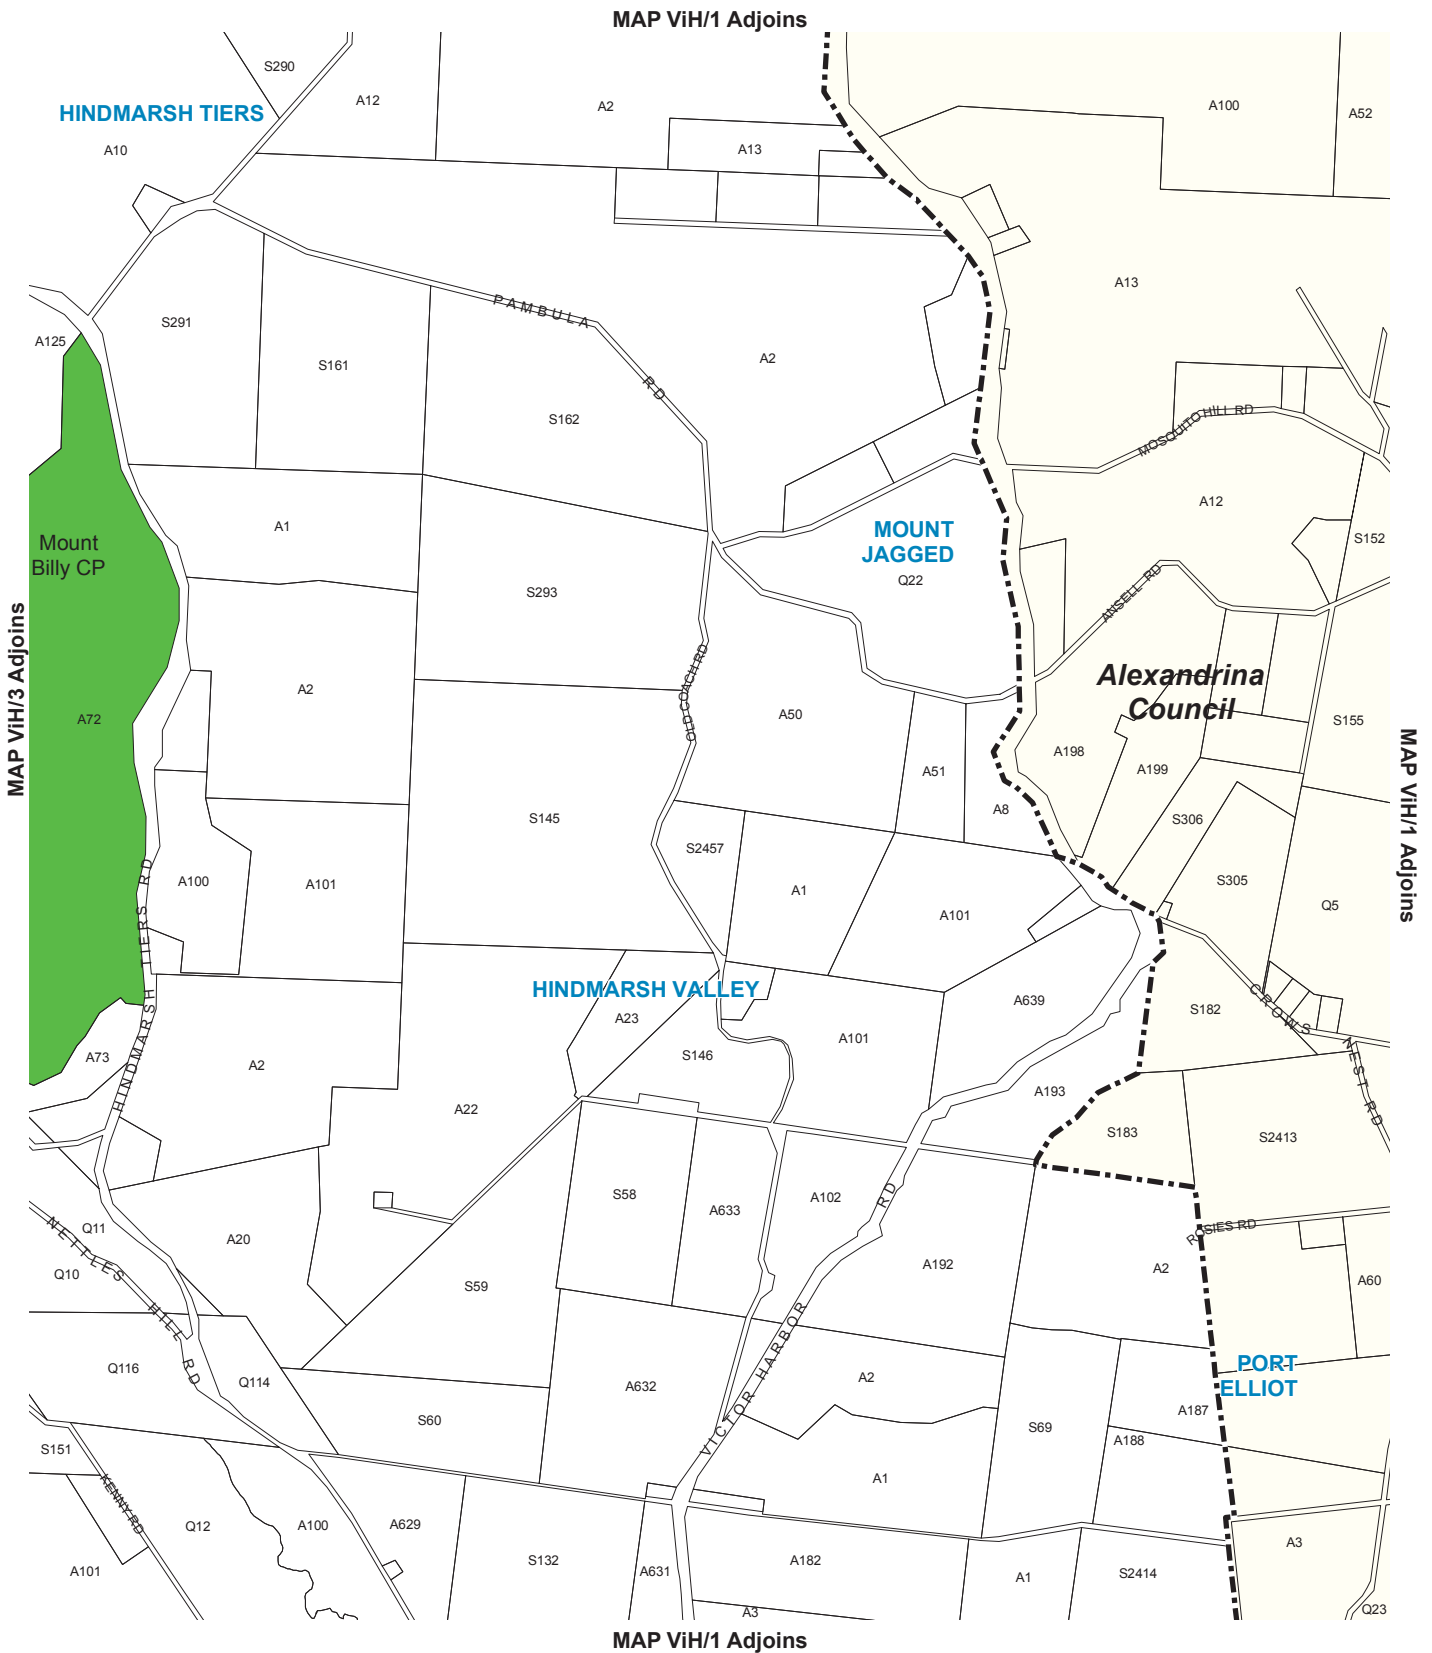 MAP ViH/1 Adjoins
S290
A12
A2
A100
A52
HINDMARSH TIERS
A10
A13
A13
S291
PAMBULA RD
A125
S161
A2
S162
MOSQUITO HILL RD
A12
A1
MOUNT
JAGGED
S152
Mount
Billy CP
Q22
S293
ANSELL RD
MAP ViH/3 Adjoins
OLD COACH RD
Alexandrina
Council
A2
A72
A50
S155
A198
A199
A51
MAP ViH/1 Adjoins
A8
S145
S306
S2457
A100
A101
A1
S305
A101
Q5
HINDMARSH TIERS RD
HINDMARSH VALLEY
A639
S182
CROWS NEST RD
A23
A101
S146
A73
A2
A193
A22
S183
S2413
S58
A102
A633
Q11
A20
ROSIES RD
NETTLES HILL RD
Q10
S59
A192
A2
A60
VICTOR HARBOR RD
Q116
Q114
A632
A2
PORT
ELLIOT
S60
A187
S69
A188
S151
A1
KENNY RD
Q12
A100
A629
A3
S132
A182
A101
A631
A1
S2414
A3
Q23
MAP ViH/1 Adjoins